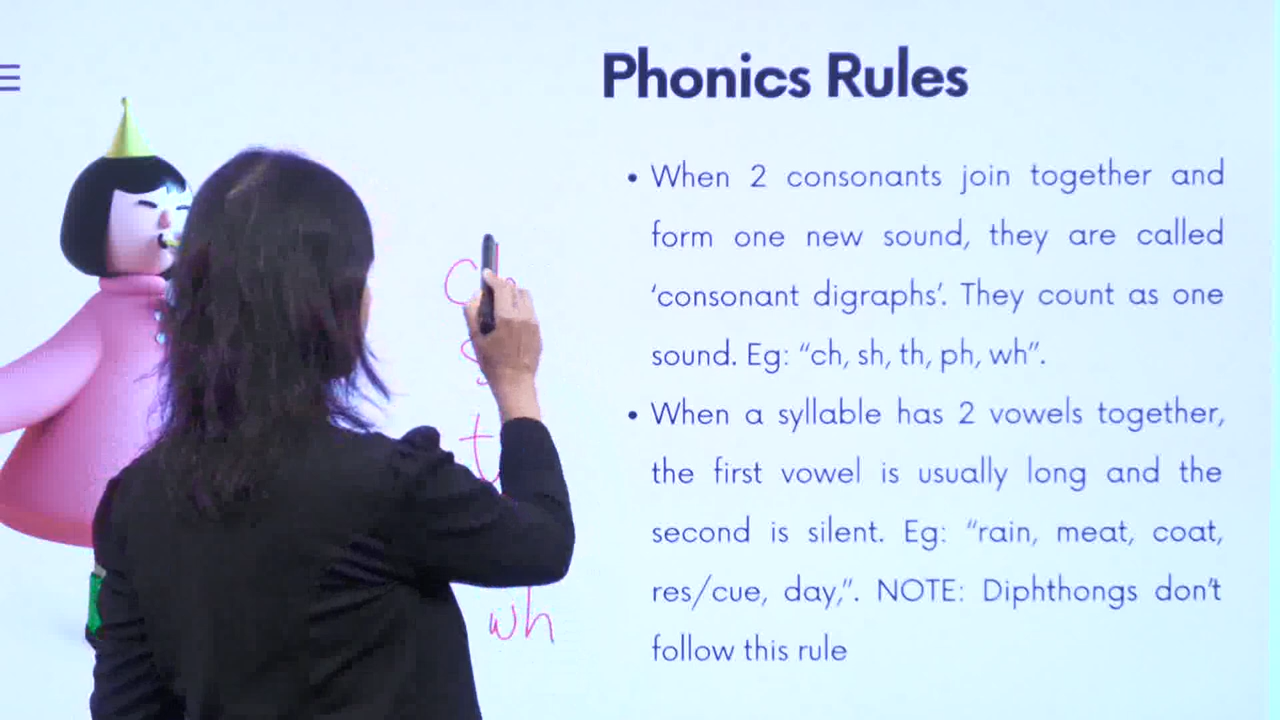 Phonics Rules
• When 2 consonants join together and
form one new sound, they are called
‘consonant digraphs’. They count as one
sound. Eg: “ch, sh, th, ph, wh”.
• When a syllable has 2 vowels together,
the first vowel is usually long and the
second is silent. Eg: “rain, meat, coat,
res/cue, day,”. NOTE: Diphthongs don’t
follow this rule
wh